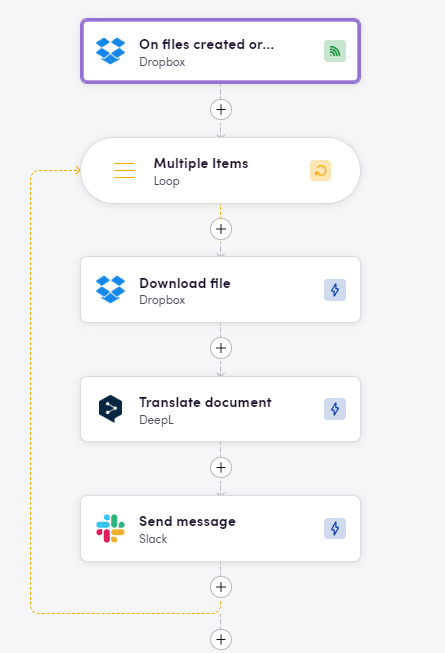 On files created or...
Dropbox
Multiple Items
Loop
Download file
Dropbox
Translate document
DeepL
Send message
Slack